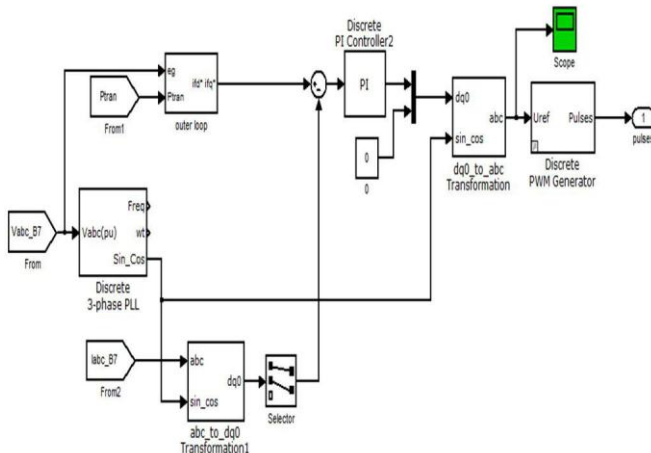 Discrete
PI Controller2
eg
Ptran
ifd* ifq*
outer loop
Ptran
From1
+
-
PI
0
0
dq0
sin_cos
abc
dq0_to_abc
Transformation
Scope
Uref
Pulses
Discrete
PWM Generator
1
pulses
Vabc_B7
From
Vabc(pu)
Freq
wt
Sin_Cos
Discrete
3-phase PLL
Iabc_B7
From2
abc
sin_cos
dq0
abc_to_dq0
Transformation1
Selector